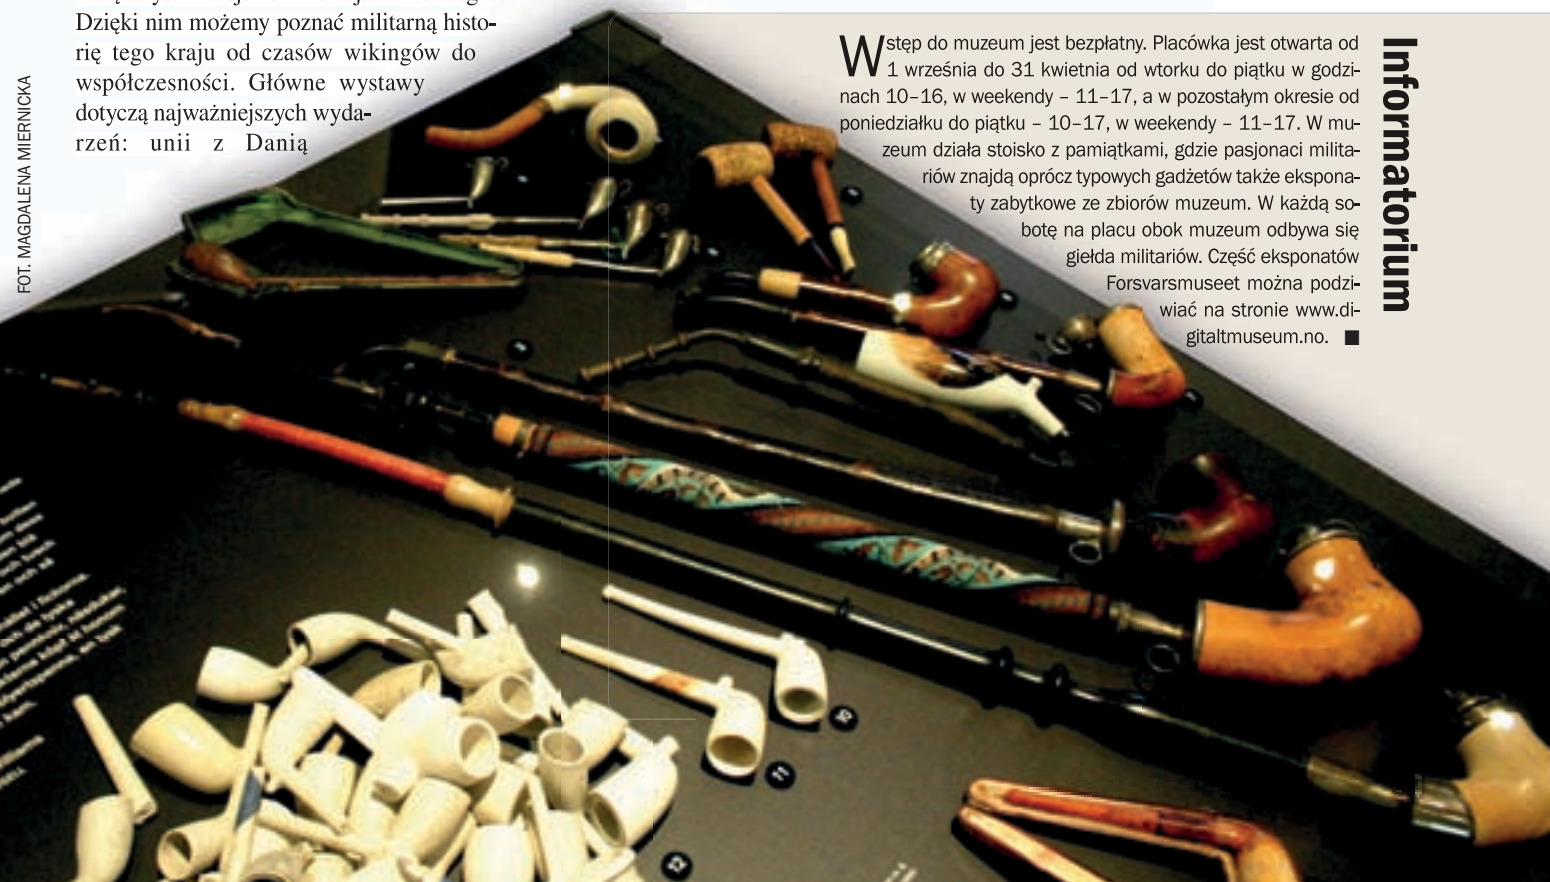 Dzięki nim możemy poznać militarną histo-
rię tego kraju od czasów wikingów do
współczesności. Główne wystawy
dotyczą najważniejszych wyda-
rzeń: unii z Danią
FOT. MAGDALENA MIERNICKA
Informatorium
Wstęp do muzeum jest bezpłatny. Placówka jest otwarta od
1 września do 31 kwietnia od wtorku do piątku w godzi-
nach 10–16, w weekendy – 11–17, a w pozostałym okresie od
poniedziałku do piątku – 10–17, w weekendy – 11–17. W mu-
zeum działa stoisko z pamiątkami, gdzie pasjonaci milita-
riów znajdą oprócz typowych gadżetów także ekspona-
ty zabytkowe ze zbiorów muzeum. W każdą so-
botę na placu obok muzeum odbywa się
giełda militariów. Część eksponatów
Forsvarsmuseet można podzi-
wiać na stronie www.di-
gitaltmuseum.no.